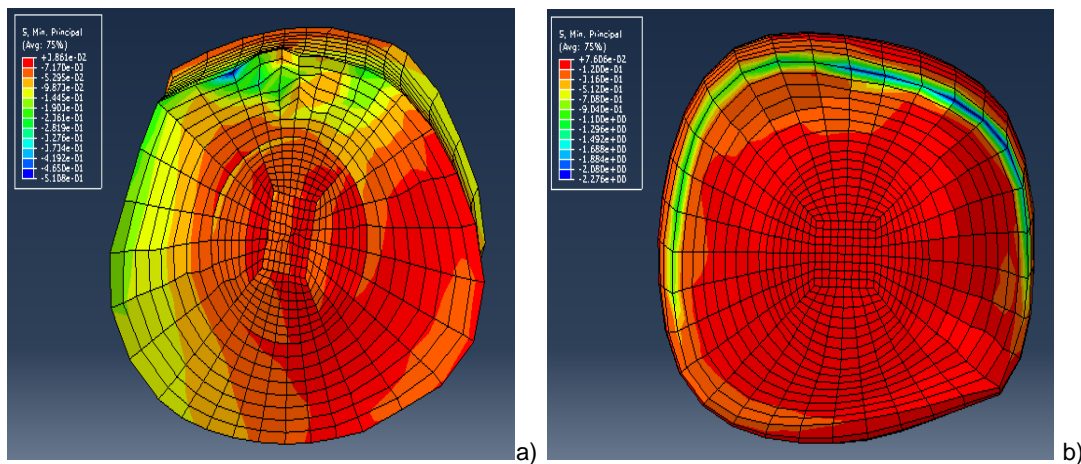 S, Min. Principal
(Avg: 75%)
+3.861e-02
-7.170e-03
-5.295e-02
-9.873e-02
-1.445e-01
-1.903e-01
-2.361e-01
-2.819e-01
-3.276e-01
-3.734e-01
-4.192e-01
-4.650e-01
-5.108e-01
a)
S, Min. Principal
(Avg: 75%)
+7.606e-02
-1.200e-01
-3.160e-01
-5.120e-01
-7.080e-01
-9.040e-01
-1.100e+00
-1.296e+00
-1.492e+00
-1.688e+00
-1.884e+00
-2.080e+00
-2.276e+00
b)